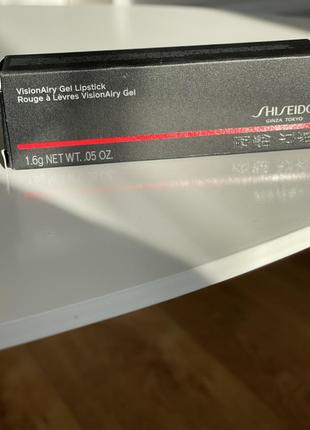 VisionAiry Gel Lipstick
Rouge à Lèvres VisionAiry Gel
SHISEIDO
GINZA TOKYO
1.6g NET WT. .05 OZ.